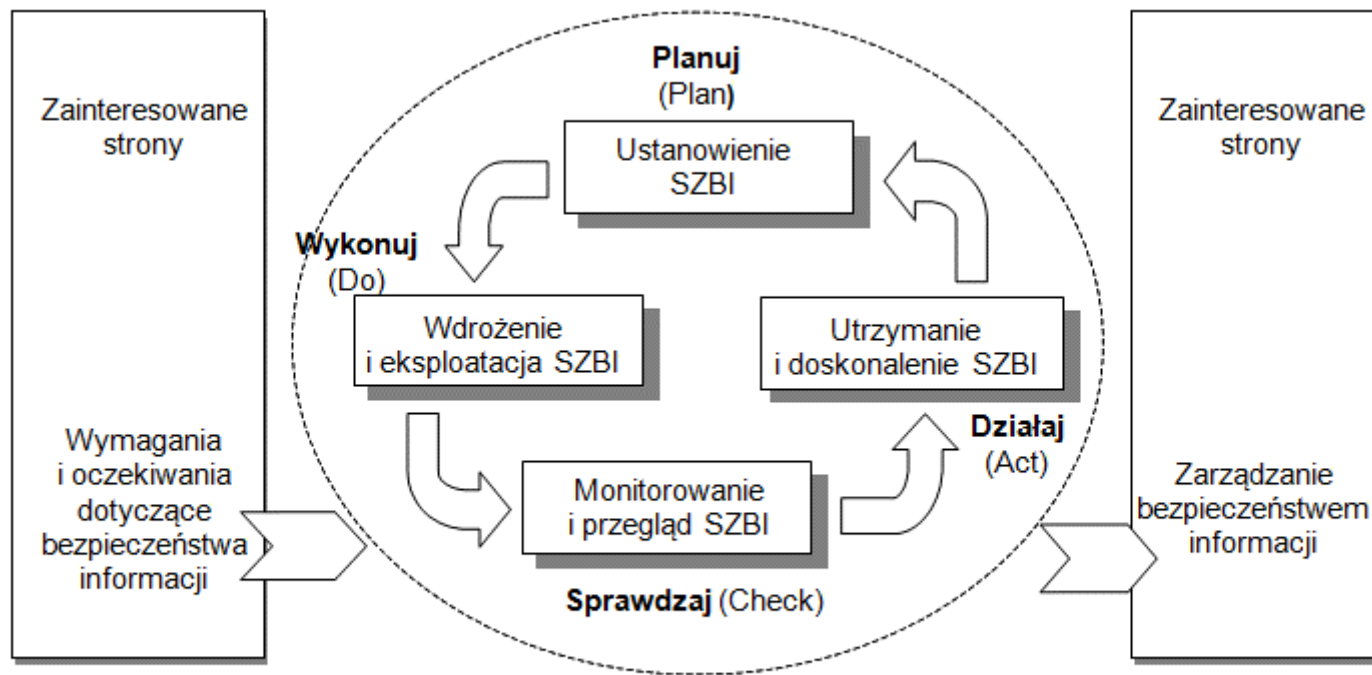 Zainteresowane
strony
Wymagania
i oczekiwania
dotyczące
bezpieczeństwa
informacji
Planuj
(Plan)
Ustanowienie
SZBI
Wykonuj
(Do)
Wdrożenie
i eksploatacja SZBI
Utrzymanie
i doskonalenie SZBI
Działaj
(Act)
Monitorowanie
i przegląd SZBI
Sprawdzaj (Check)
Zainteresowane
strony
Zarządzanie
bezpieczeństwem
informacji